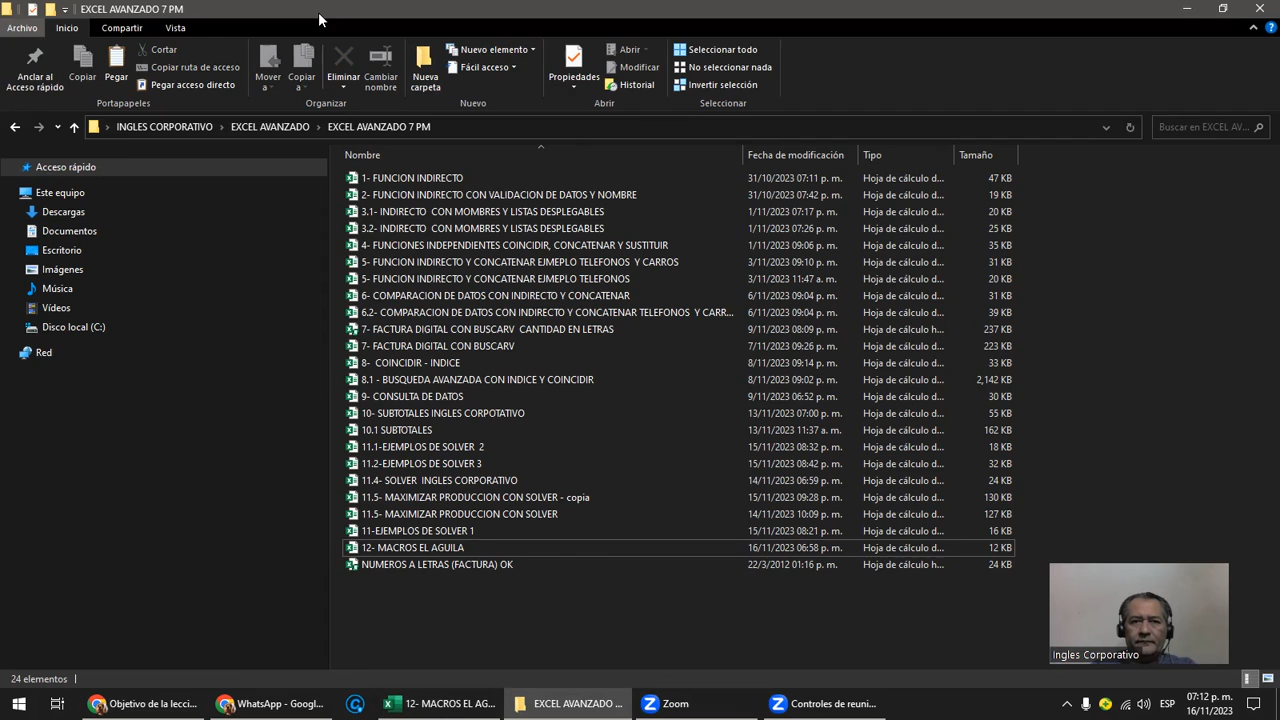 EXCEL AVANZADO 7 PM
Archivo Inicio Compartir Vista
Anclar al Acceso rápido
Copiar
Pegar
Cortar
Copiar ruta de acceso
Pegar acceso directo
Portapapeles
Mover a
Copiar a
Eliminar
Cambiar nombre
Organizar
Nueva carpeta
Nuevo elemento
Fácil acceso
Nuevo
Propiedades
Abrir
Modificar
Historial
Abrir
Seleccionar todo
No seleccionar nada
Invertir selección
Seleccionar
INGLES CORPORATIVO › EXCEL AVANZADO › EXCEL AVANZADO 7 PM
Buscar en EXCEL AV...
Acceso rápido
Este equipo
Descargas
Documentos
Escritorio
Imágenes
Música
Vídeos
Disco local (C:)
Red
Nombre Fecha de modificación Tipo Tamaño
1- FUNCION INDIRECTO 31/10/2023 07:11 p. m. Hoja de cálculo d... 47 KB
2- FUNCION INDIRECTO CON VALIDACION DE DATOS Y NOMBRE 31/10/2023 07:42 p. m. Hoja de cálculo d... 19 KB
3.1- INDIRECTO CON MOMBRES Y LISTAS DESPLEGABLES 1/11/2023 07:17 p. m. Hoja de cálculo d... 20 KB
3.2- INDIRECTO CON MOMBRES Y LISTAS DESPLEGABLES 1/11/2023 07:26 p. m. Hoja de cálculo d... 25 KB
4- FUNCIONES INDEPENDIENTES COINCIDIR, CONCATENAR Y SUSTITUIR 1/11/2023 09:06 p. m. Hoja de cálculo d... 35 KB
5- FUNCION INDIRECTO Y CONCATENAR EJMEPLO TELEFONOS Y CARROS 3/11/2023 09:10 p. m. Hoja de cálculo d... 31 KB
5- FUNCION INDIRECTO Y CONCATENAR EJMEPLO TELEFONOS 3/11/2023 11:47 a. m. Hoja de cálculo d... 20 KB
6- COMPARACION DE DATOS CON INDIRECTO Y CONCATENAR 6/11/2023 09:04 p. m. Hoja de cálculo d... 31 KB
6.2- COMPARACION DE DATOS CON INDIRECTO Y CONCATENAR TELEFONOS Y CARR... 6/11/2023 09:04 p. m. Hoja de cálculo d... 39 KB
7- FACTURA DIGITAL CON BUSCARV CANTIDAD EN LETRAS 9/11/2023 08:09 p. m. Hoja de cálculo h... 237 KB
7- FACTURA DIGITAL CON BUSCARV 7/11/2023 09:26 p. m. Hoja de cálculo d... 223 KB
8- COINCIDIR - INDICE 8/11/2023 09:14 p. m. Hoja de cálculo d... 33 KB
8.1 - BUSQUEDA AVANZADA CON INDICE Y COINCIDIR 8/11/2023 09:02 p. m. Hoja de cálculo d... 2,142 KB
9- CONSULTA DE DATOS 9/11/2023 06:52 p. m. Hoja de cálculo d... 30 KB
10- SUBTOTALES INGLES CORPOTATIVO 13/11/2023 07:00 p. m. Hoja de cálculo d... 55 KB
10.1 SUBTOTALES 13/11/2023 11:37 a. m. Hoja de cálculo d... 162 KB
11.1-EJEMPLOS DE SOLVER 2 15/11/2023 08:32 p. m. Hoja de cálculo d... 18 KB
11.2-EJEMPLOS DE SOLVER 3 15/11/2023 08:42 p. m. Hoja de cálculo d... 32 KB
11.4- SOLVER INGLES CORPORATIVO 14/11/2023 06:59 p. m. Hoja de cálculo d... 24 KB
11.5- MAXIMIZAR PRODUCCION CON SOLVER - copia 15/11/2023 09:28 p. m. Hoja de cálculo d... 130 KB
11.5- MAXIMIZAR PRODUCCION CON SOLVER 14/11/2023 10:09 p. m. Hoja de cálculo d... 127 KB
11-EJEMPLOS DE SOLVER 1 15/11/2023 08:21 p. m. Hoja de cálculo d... 16 KB
12- MACROS EL AGUILA 16/11/2023 06:58 p. m. Hoja de cálculo d... 12 KB
NUMEROS A LETRAS (FACTURA) OK 22/3/2012 01:16 p. m. Hoja de cálculo h... 24 KB
Ingles Corporativo
24 elementos
Objetivo de la lecci...
WhatsApp - Googl...
12- MACROS EL AG...
EXCEL AVANZADO ...
Zoom
Controles de reuni...
ESP
07:12 p. m.
16/11/2023